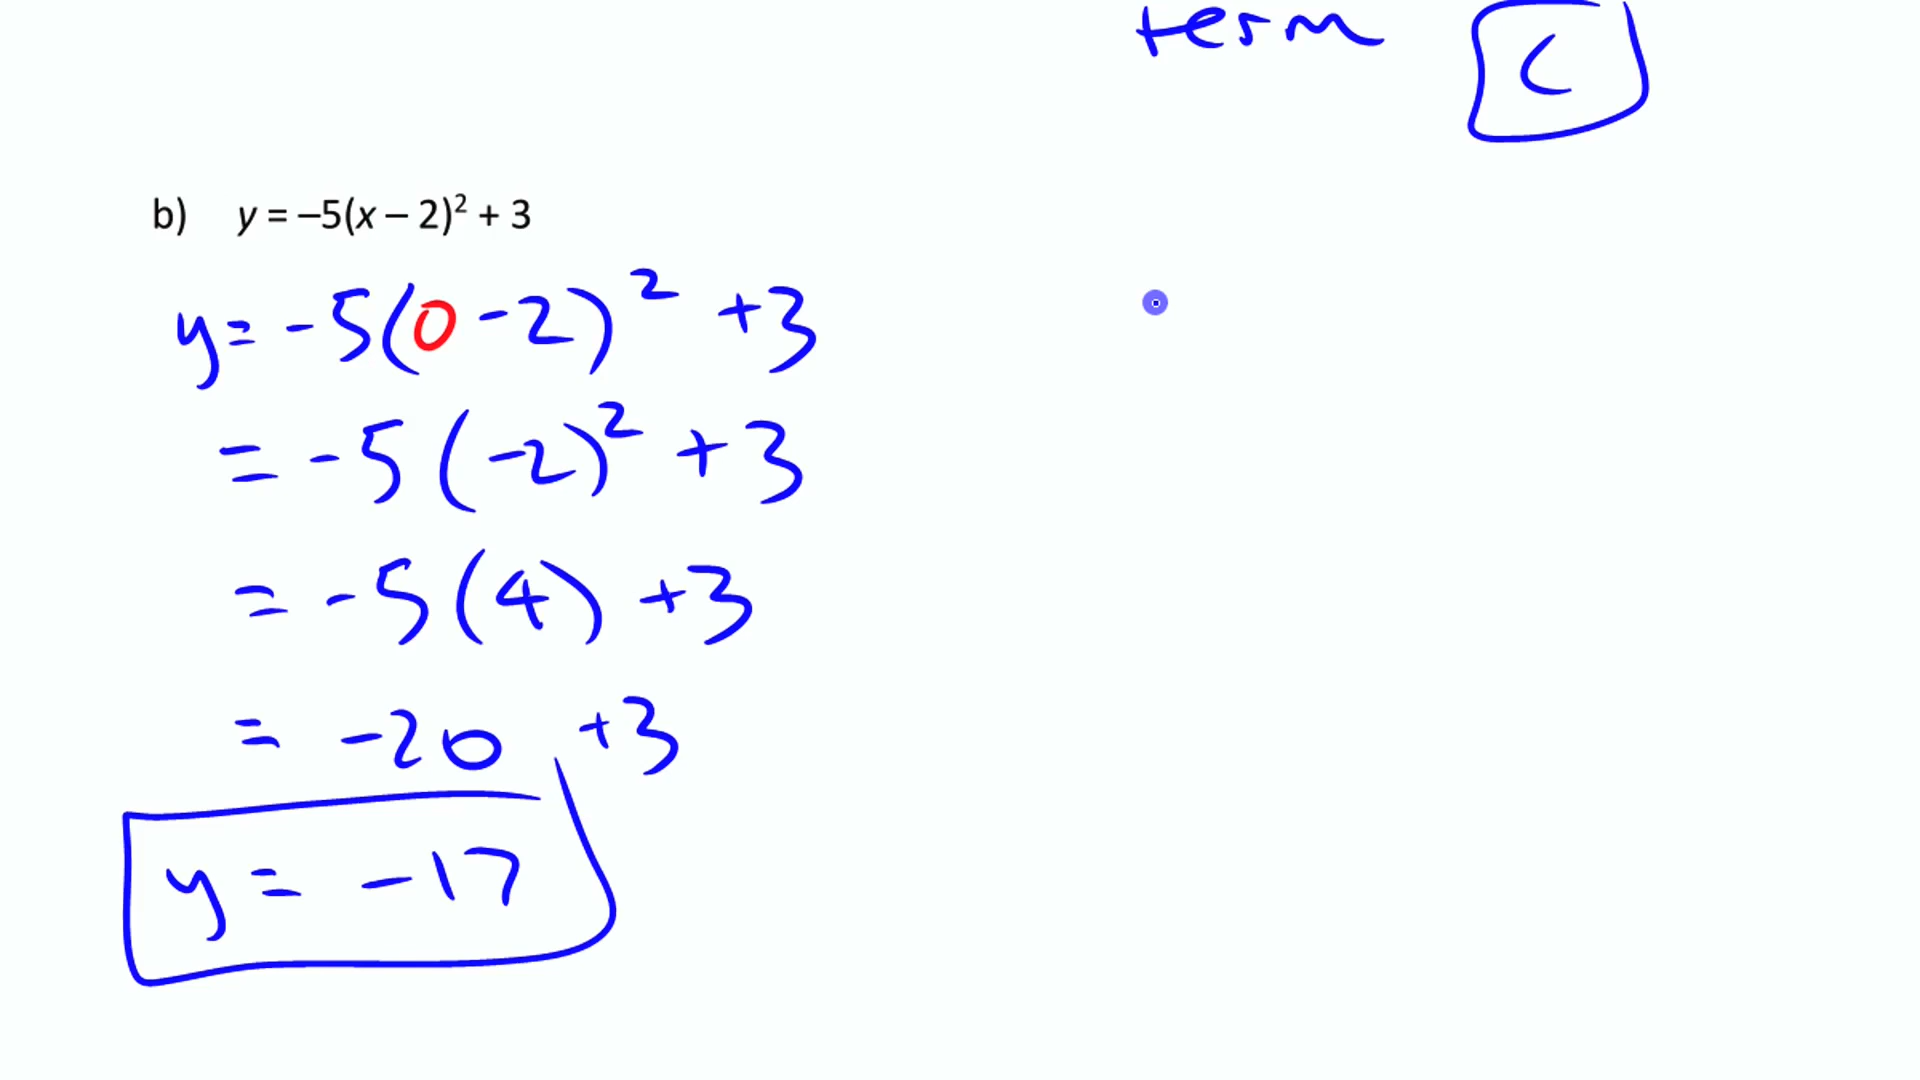 term C
b) y = –5(x – 2)² + 3
y = -5(0-2)² +3
= -5(-2)² +3
= -5(4) +3
= -20 +3
y = -17